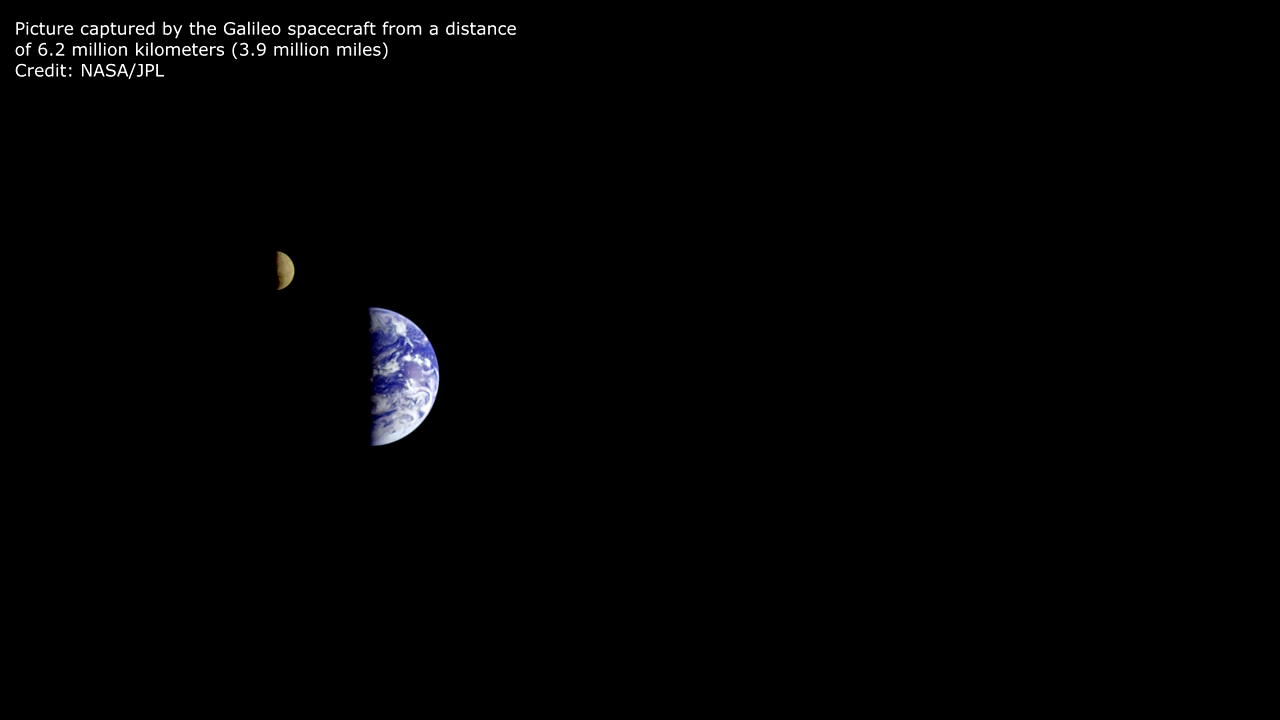 Picture captured by the Galileo spacecraft from a distance
of 6.2 million kilometers (3.9 million miles)
Credit: NASA/JPL